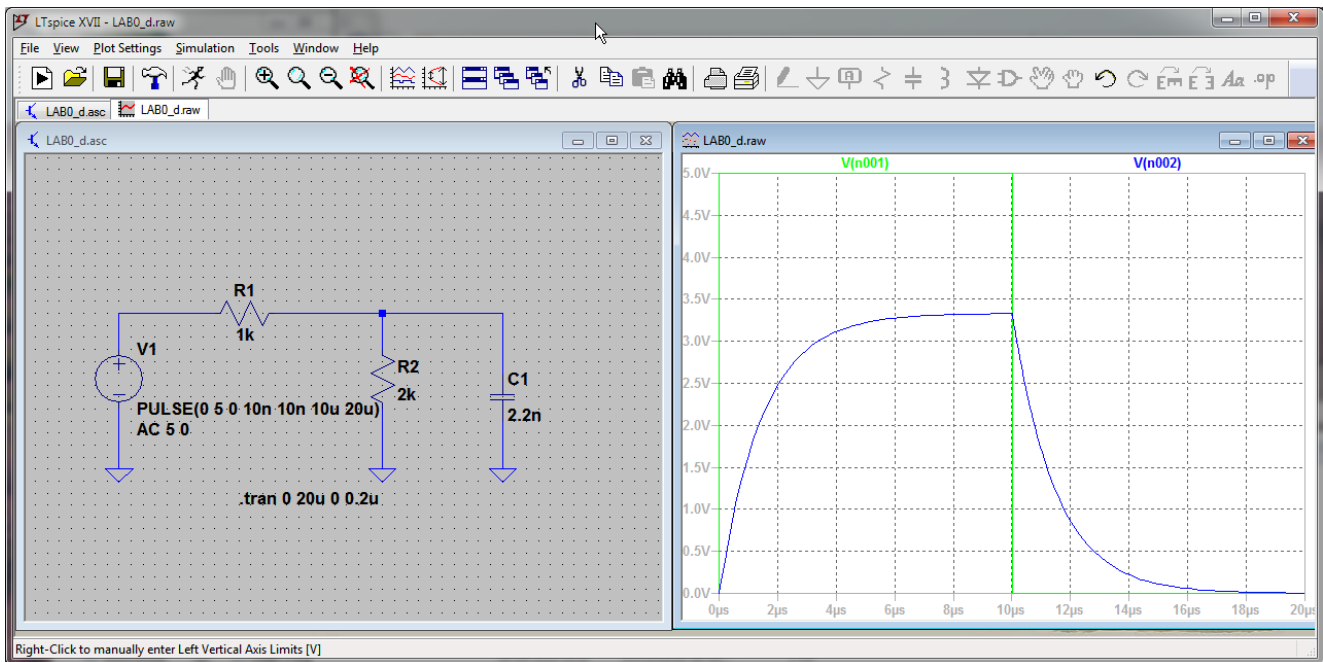 LTspice XVII - LAB0_d.raw
File View Plot Settings Simulation Tools Window Help
LAB0_d.asc LAB0_d.raw
LAB0_d.asc
R1
1k
V1
PULSE(0 5 0 10n 10n 10u 20u)
AC 5 0
R2
2k
C1
2.2n
.tran 0 20u 0 0.2u
LAB0_d.raw
V(n001) V(n002)
5.0V
4.5V
4.0V
3.5V
3.0V
2.5V
2.0V
1.5V
1.0V
0.5V
0.0V
0µs 2µs 4µs 6µs 8µs 10µs 12µs 14µs 16µs 18µs 20µs
Right-Click to manually enter Left Vertical Axis Limits [V]